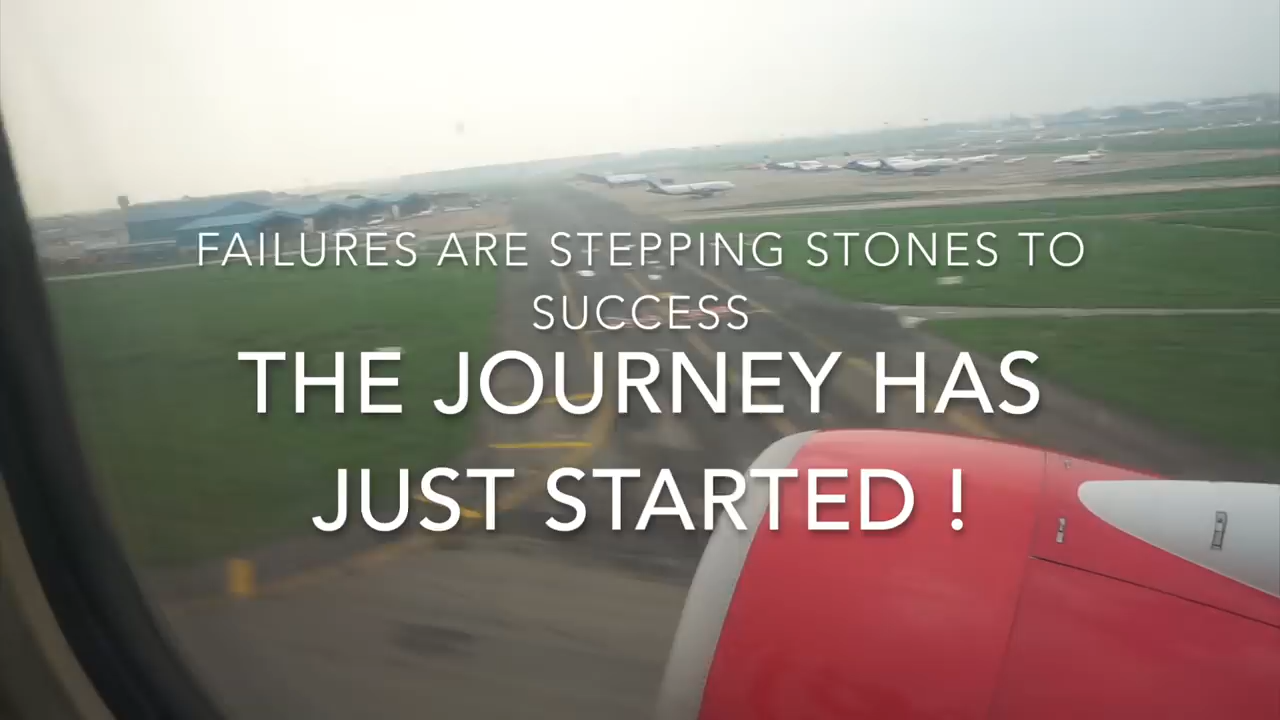 FAILURES ARE STEPPING STONES TO
SUCCESS
THE JOURNEY HAS
JUST STARTED !